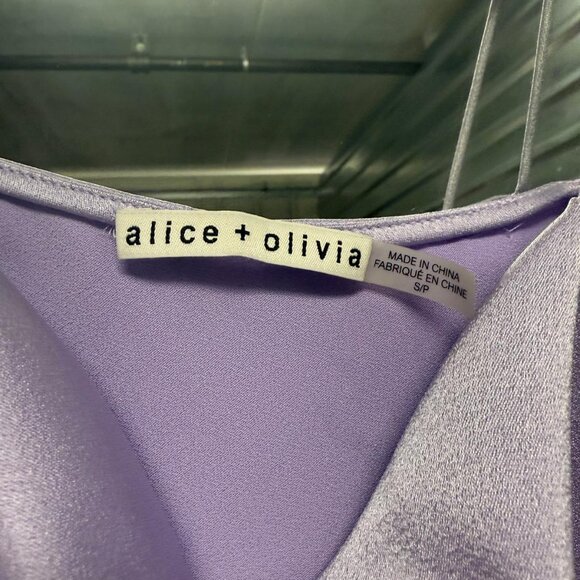 alice + olivia
MADE IN CHINA
FABRIQUÉ EN CHINE
S/P